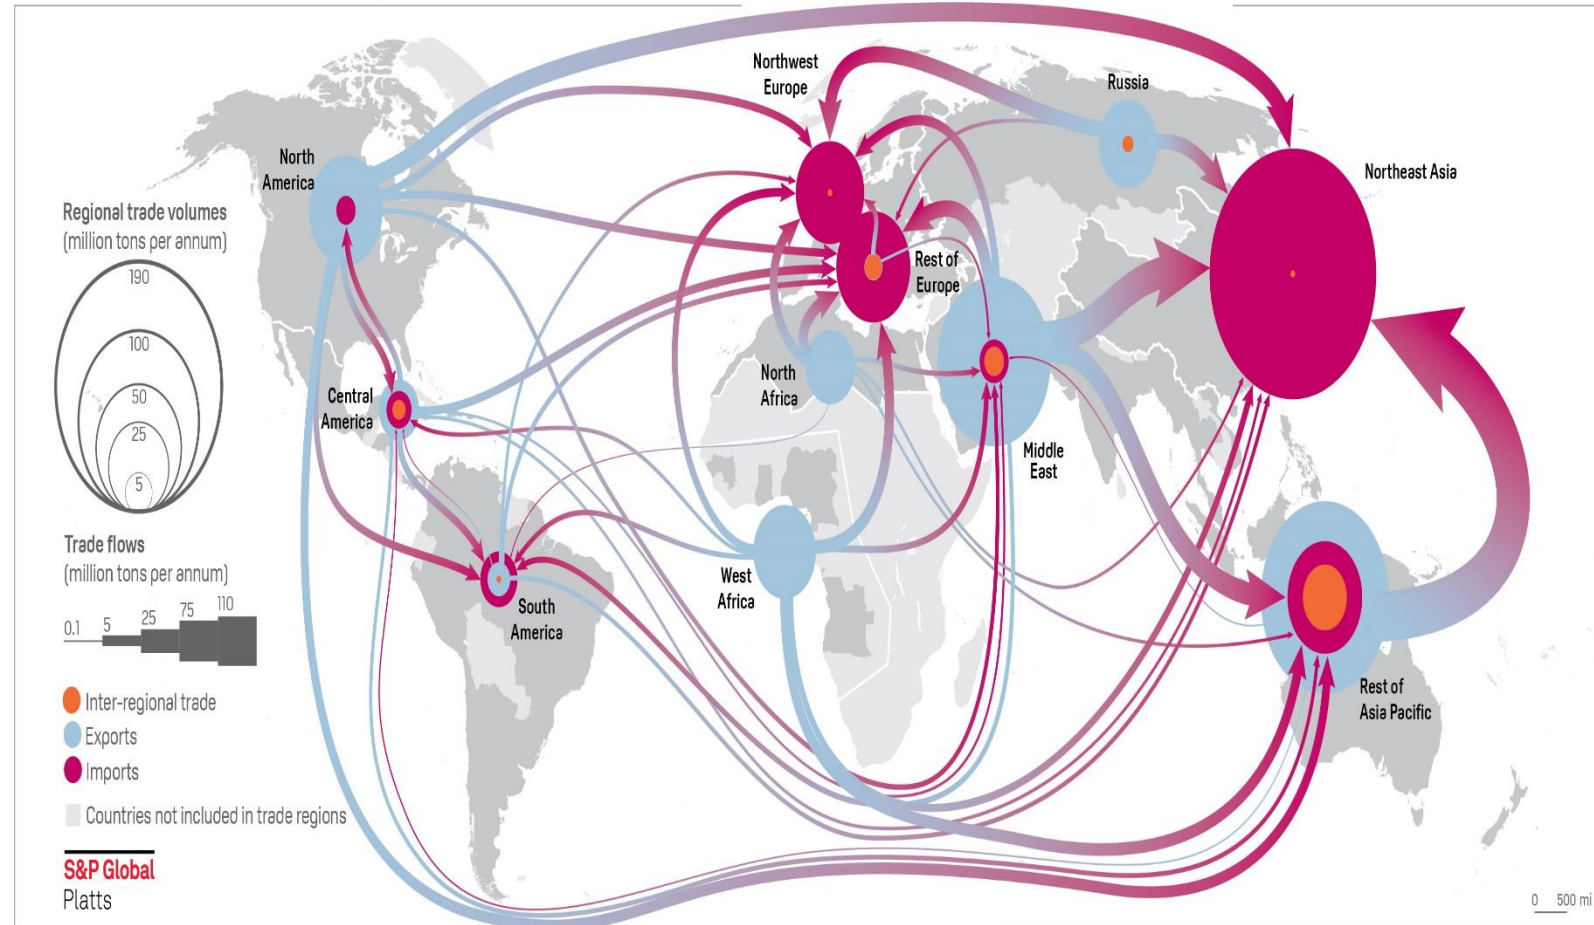 Northwest
Europe
Russia
North
America
Northeast Asia
Regional trade volumes
(million tons per annum)
190
100
50
25
5
Rest of
Europe
North
Africa
Central
America
Middle
East
Trade flows
(million tons per annum)
0.1
5
25
75
110
West
Africa
South
America
Rest of
Asia Pacific
Inter-regional trade
Exports
Imports
Countries not included in trade regions
S&P Global
Platts
0 500 mi